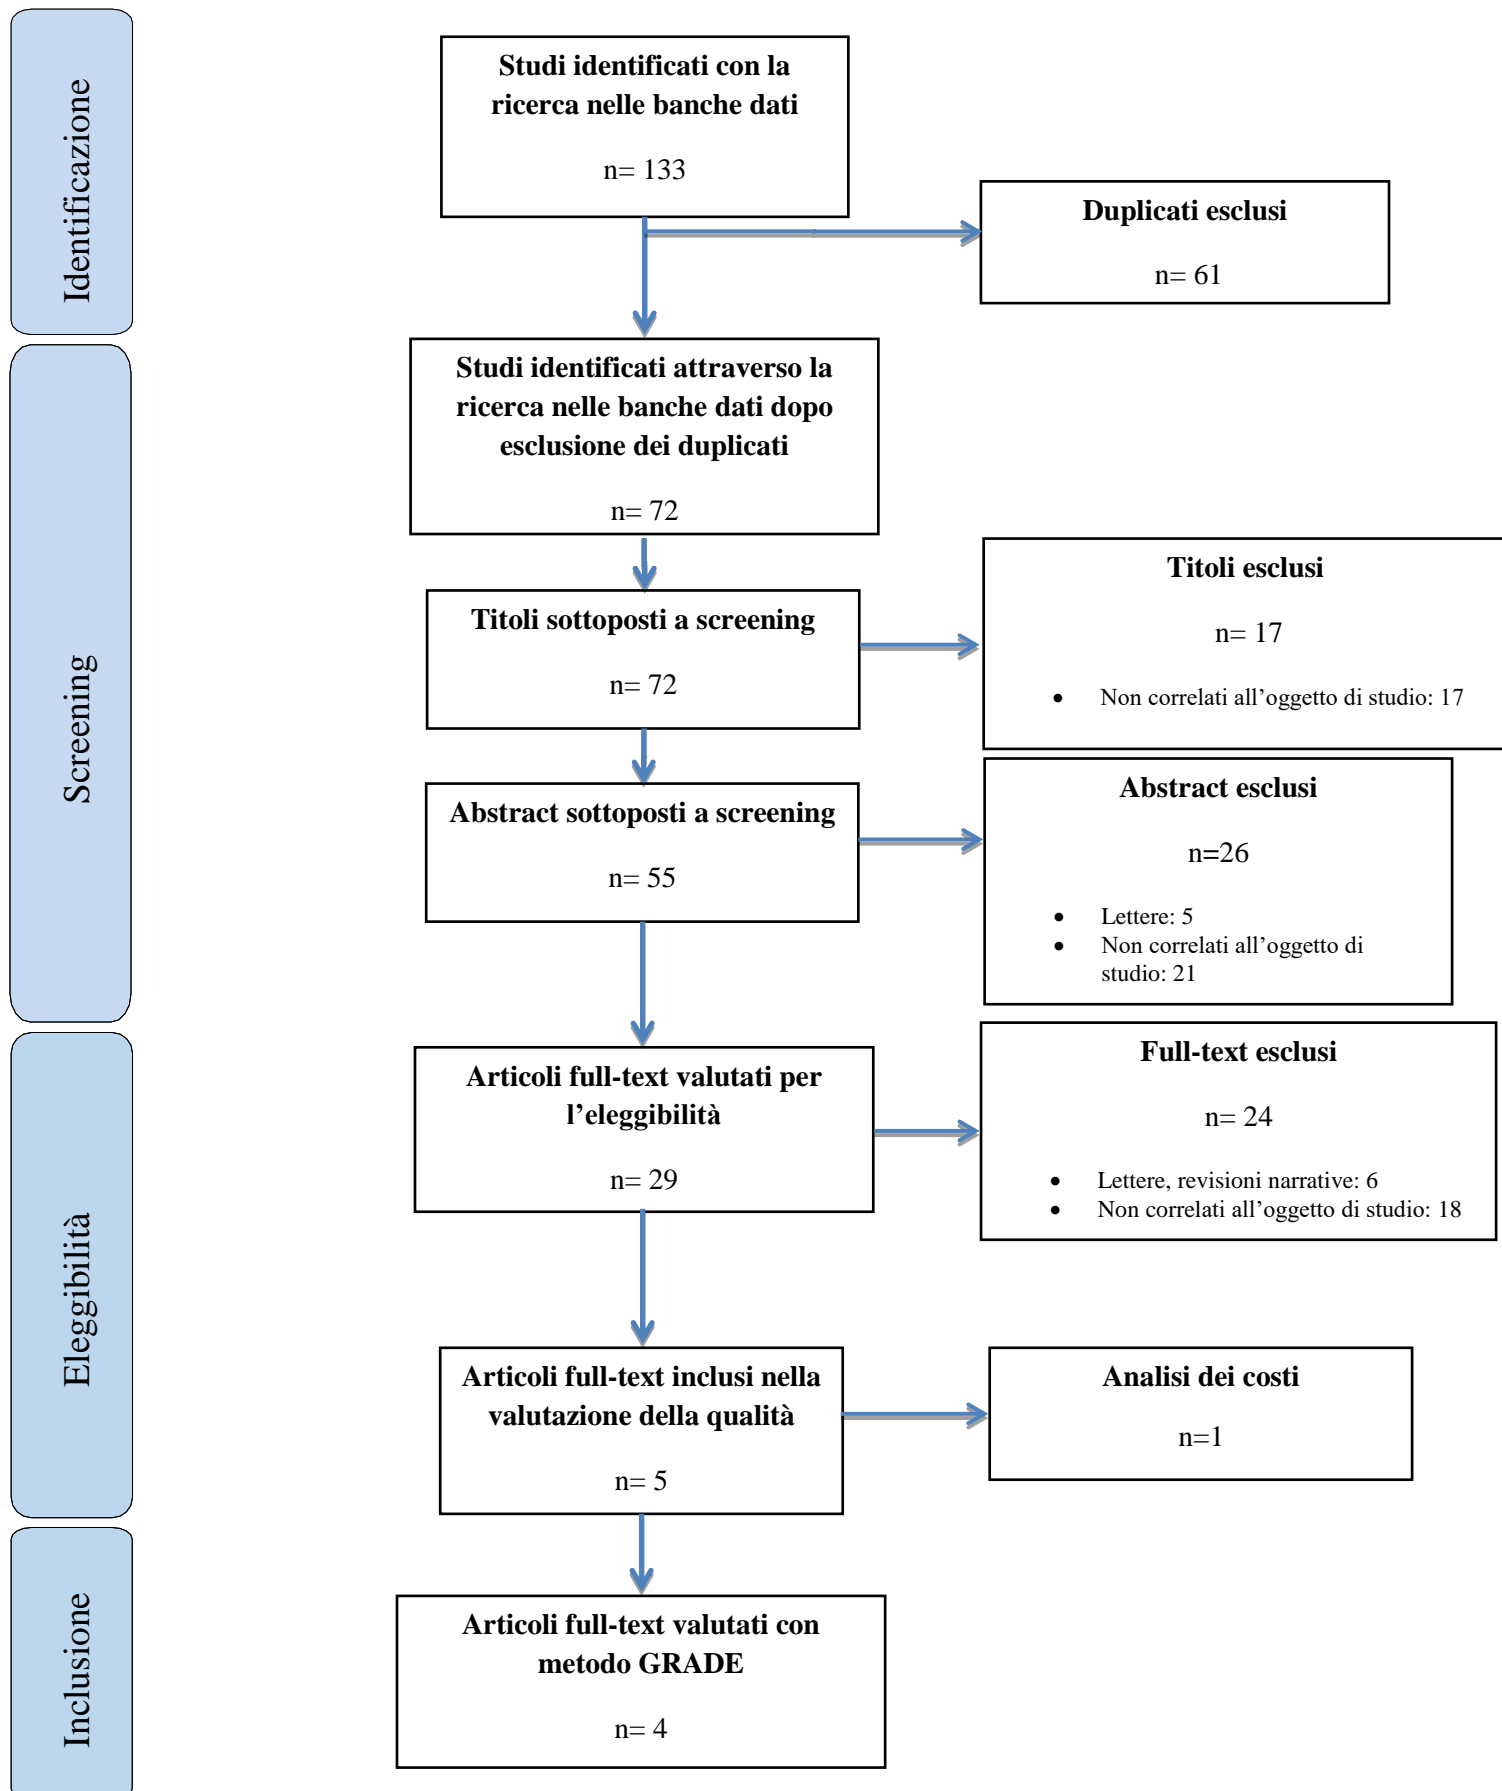 Identificazione
Studi identificati con la
ricerca nelle banche dati
n= 133
Duplicati esclusi
n= 61
Screening
Studi identificati attraverso la
ricerca nelle banche dati dopo
esclusione dei duplicati
n= 72
Titoli sottoposti a screening
n= 72
Titoli esclusi
n= 17
• Non correlati all’oggetto di studio: 17
Abstract sottoposti a screening
n= 55
Abstract esclusi
n=26
• Lettere: 5
• Non correlati all’oggetto di
studio: 21
Eleggibilità
Articoli full-text valutati per
l’eleggibilità
n= 29
Full-text esclusi
n= 24
• Lettere, revisioni narrative: 6
• Non correlati all’oggetto di studio: 18
Articoli full-text inclusi nella
valutazione della qualità
n= 5
Analisi dei costi
n=1
Inclusione
Articoli full-text valutati con
metodo GRADE
n= 4